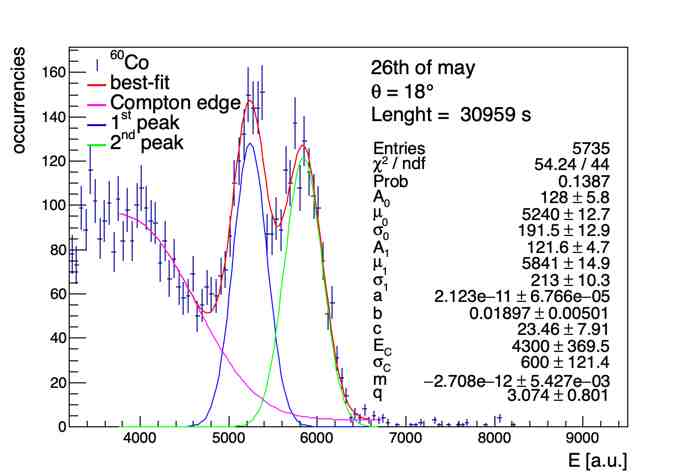 occurrencies
160
140
120
100
80
60
40
20
0
⁶⁰Co
best-fit
Compton edge
1ˢᵗ peak
2ⁿᵈ peak
26th of may
θ = 18°
Lenght = 30959 s
Entries 5735
χ² / ndf 54.24 / 44
Prob 0.1387
A₀ 128 ± 5.8
μ₀ 5240 ± 12.7
σ₀ 191.5 ± 12.9
A₁ 121.6 ± 4.7
μ₁ 5841 ± 14.9
σ₁ 213 ± 10.3
a 2.123e−11 ± 6.766e−05
b 0.01897 ± 0.00501
c 23.46 ± 7.91
E_C 4300 ± 369.5
σ_C 600 ± 121.4
m −2.708e−12 ± 5.427e−03
q 3.074 ± 0.801
4000 5000 6000 7000 8000 9000
E [a.u.]